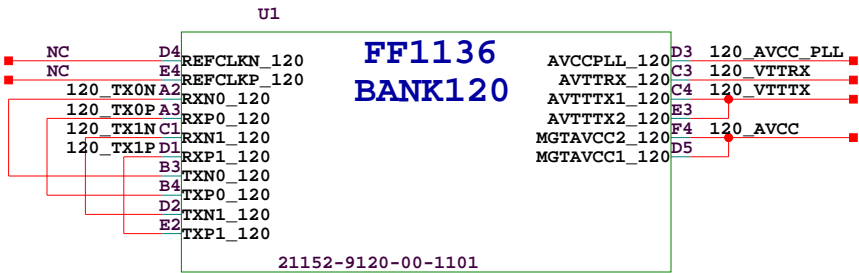 U1
FF1136
BANK120
NC D4 REFCLKN_120
NC E4 REFCLKP_120
120_TX0N A2 RXN0_120
120_TX0P A3 RXP0_120
120_TX1N C1 RXN1_120
120_TX1P D1 RXP1_120
B3 TXN0_120
B4 TXP0_120
D2 TXN1_120
E2 TXP1_120
AVCCPLL_120 D3 120_AVCC_PLL
AVTTRX_120 C3 120_VTTRX
AVTTTX1_120 C4 120_VTTTX
AVTTTX2_120 E3
MGTAVCC2_120 F4 120_AVCC
MGTAVCC1_120 D5
21152-9120-00-1101